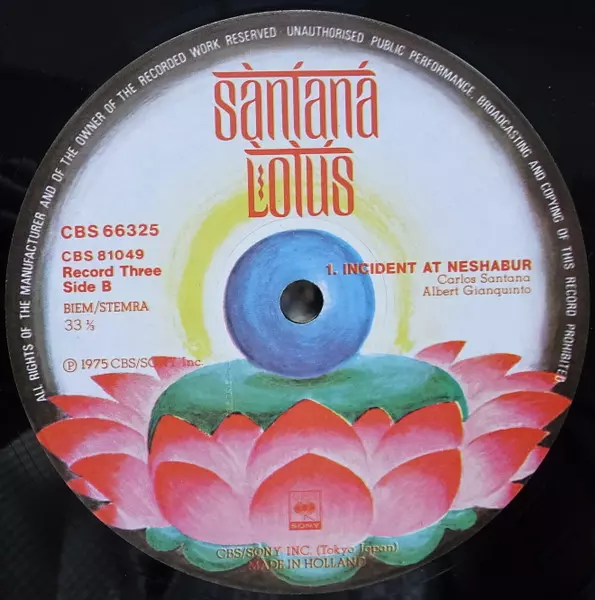 ALL RIGHTS OF THE MANUFACTURER AND OF THE OWNER OF THE RECORDED WORK RESERVED UNAUTHORISED PUBLIC PERFORMANCE, BROADCASTING AND COPYING OF THIS RECORD PROHIBITED
Santana
Lotus
CBS 66325
CBS 81049
Record Three
Side B
BIEM/STEMRA
33 ⅓
1. INCIDENT AT NESHABUR
Carlos Santana
Albert Gianquinto
Ⓟ 1975 CBS/SONY Inc.
SONY
CBS/SONY INC. (Tokyo Japan)
MADE IN HOLLAND